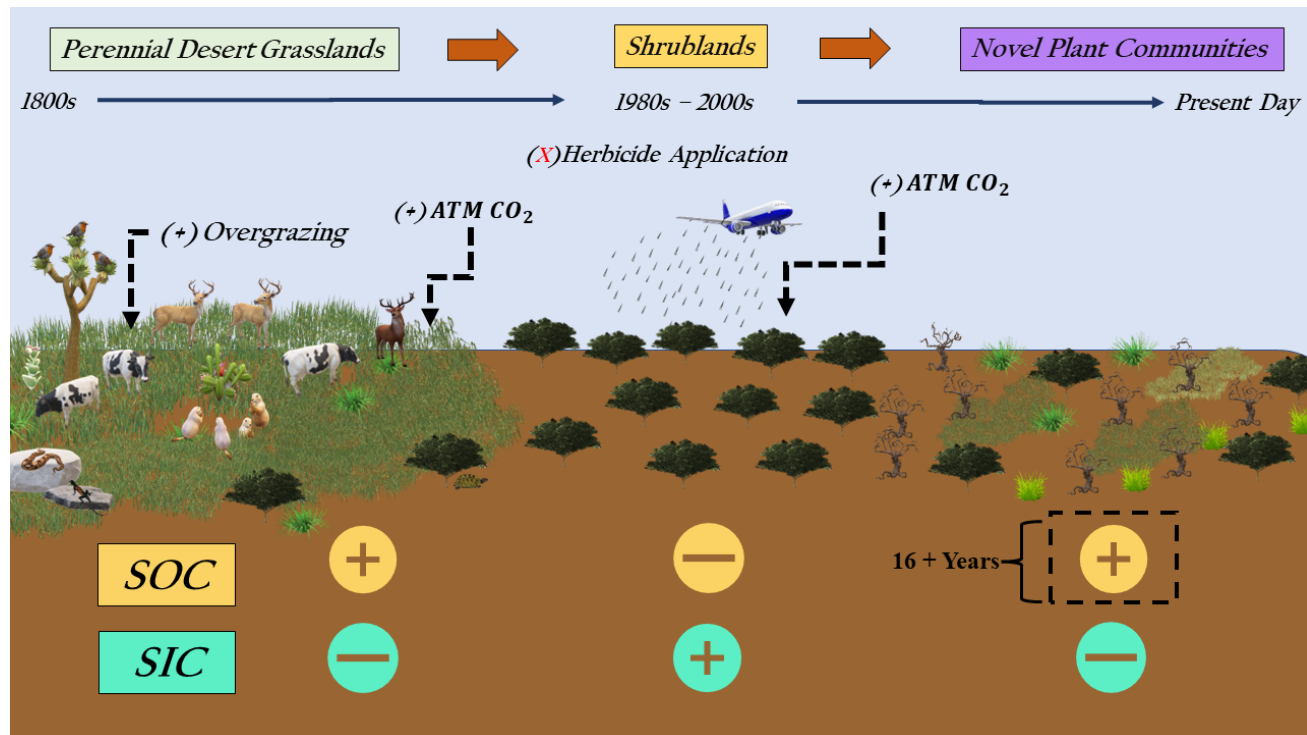 Perennial Desert Grasslands
Shrublands
Novel Plant Communities
1800s
1980s – 2000s
Present Day
(X)Herbicide Application
(+) ATM CO₂
(+) ATM CO₂
(+) Overgrazing
SOC
+
−
16 + Years
+
SIC
−
+
−